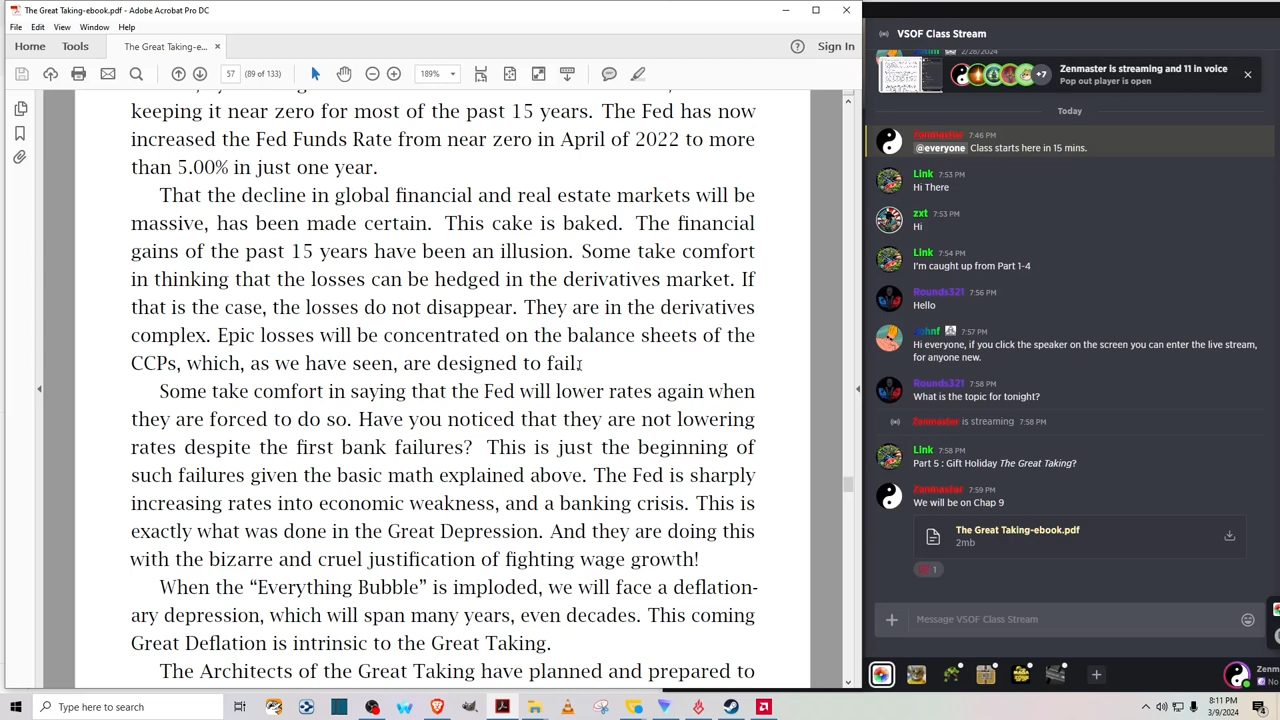 The Great Taking-ebook.pdf - Adobe Acrobat Pro DC
File Edit View Window Help
Home Tools The Great Taking-e... × Sign In
(89 of 133) 189%
keeping it near zero for most of the past 15 years. The Fed has now
increased the Fed Funds Rate from near zero in April of 2022 to more
than 5.00% in just one year.
That the decline in global financial and real estate markets will be
massive has been made certain. This cake is baked. The financial
gains of the past 15 years have been an illusion. Some take comfort
in thinking that the losses can be hedged in the derivatives market. If
that is the case, the losses do not disappear. They are in the derivatives
complex. Epic losses will be concentrated on the balance sheets of the
CCPs, which, as we have seen, are designed to fail.
Some take comfort in saying that the Fed will lower rates again when
they are forced to do so. Have you noticed that they are not lowering
rates despite the first bank failures? This is just the beginning of
such failures given the basic math explained above. The Fed is sharply
increasing rates into economic weakness and a banking crisis. This is
exactly what was done in the Great Depression. And they are doing this
with the bizarre and cruel justification of fighting wage growth!
When the “Everything Bubble” is imploded, we will face a deflation-
ary depression, which will span many years, even decades. This coming
Great Deflation is intrinsic to the Great Taking.
The Architects of the Great Taking have planned and prepared to
VSOF Class Stream
2/28/2024
Zenmaster is streaming and 11 in voice
Pop out player is open
+7
Today
Zenmaster 7:46 PM
@everyone Class starts here in 15 mins.
Link 7:53 PM
Hi There
zxt 7:53 PM
Hi
Link 7:54 PM
I'm caught up from Part 1-4
Rounds321 7:56 PM
Hello
7:57 PM
Hi everyone, if you click the speaker on the screen you can enter the live stream,
for anyone new.
Rounds321 7:58 PM
What is the topic for tonight?
Zenmaster is streaming 7:58 PM
Link 7:58 PM
Part 5 : Gift Holiday The Great Taking?
Zenmaster 7:59 PM
We will be on Chap 9
The Great Taking-ebook.pdf
2mb
1
Message VSOF Class Stream
Zenm
No
Type here to search
8:11 PM
3/9/2024